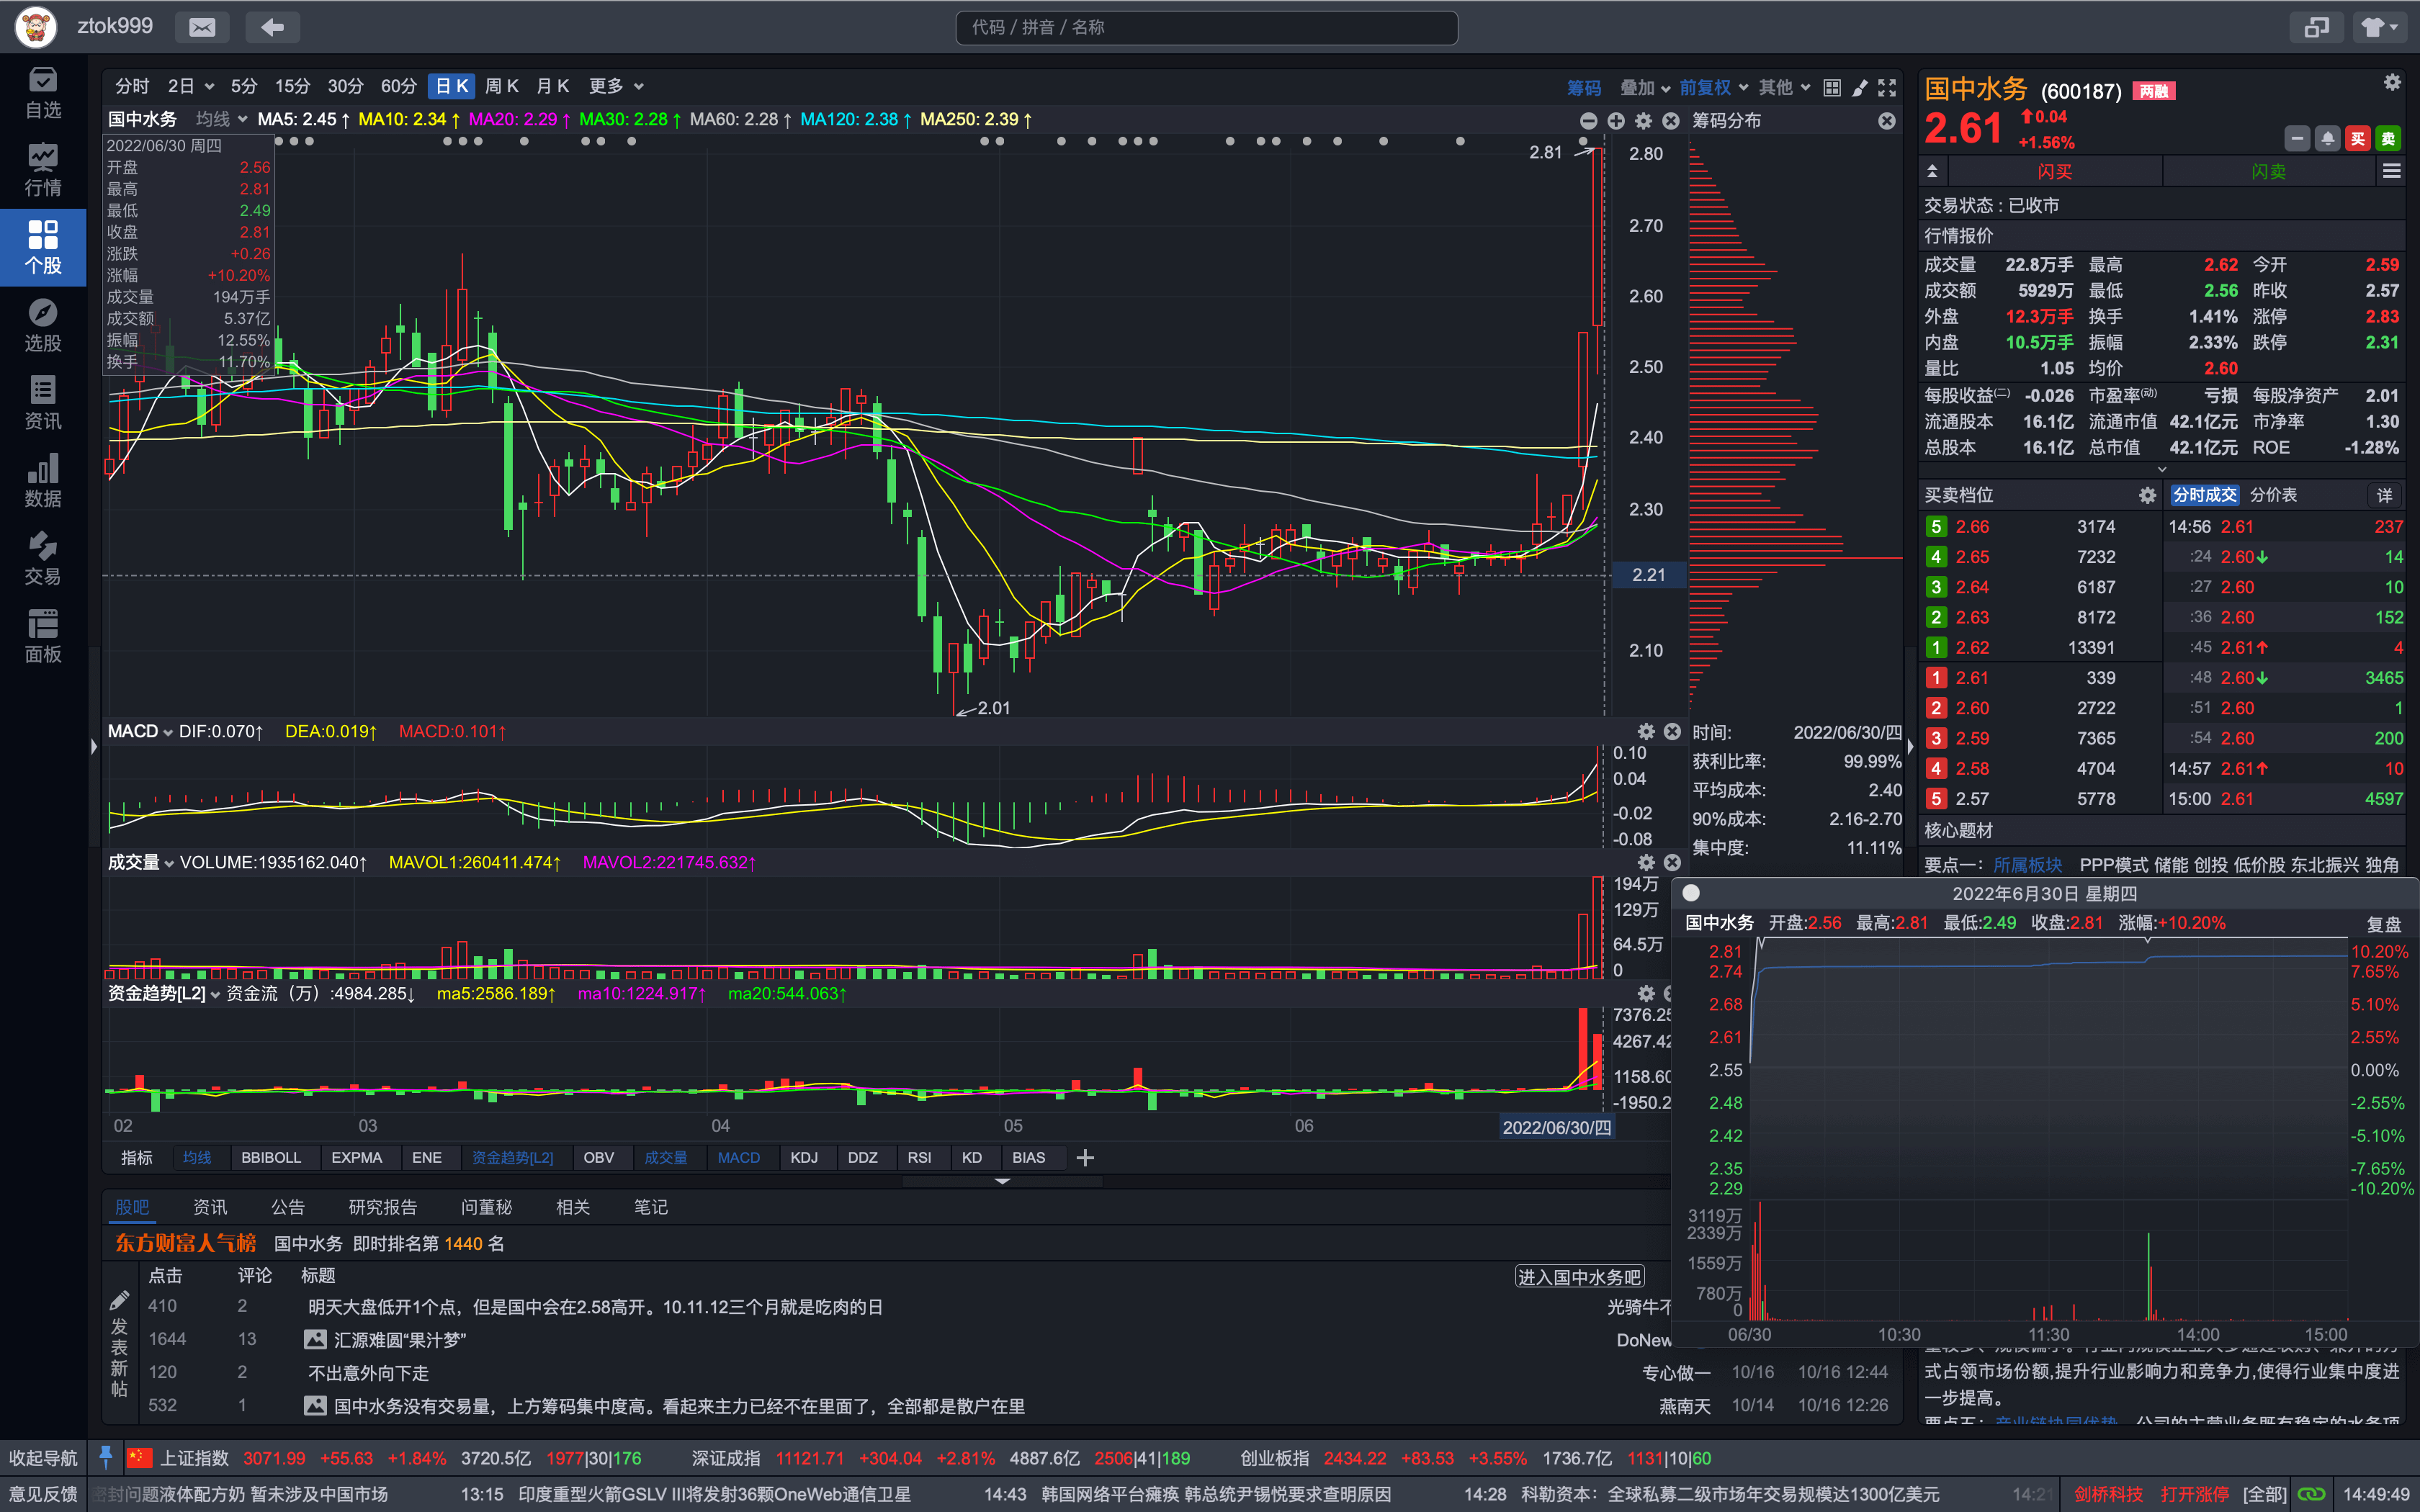 ztok999
代码 / 拼音 / 名称
自选
行情
个股
选股
资讯
数据
交易
面板
分时 2日 5分 15分 30分 60分 日K 周K 月K 更多 筹码 叠加 前复权 其他
国中水务 均线 MA5: 2.45↑ MA10: 2.34↑ MA20: 2.29↑ MA30: 2.28↑ MA60: 2.28↑ MA120: 2.38↑ MA250: 2.39↑
2022/06/30 周四
开盘 2.56
最高 2.81
最低 2.49
收盘 2.81
涨跌 +0.26
涨幅 +10.20%
成交量 194万手
成交额 5.37亿
振幅 12.55%
换手 11.70%
2.81
2.01
2.80
2.70
2.60
2.50
2.40
2.30
2.21
2.10
筹码分布
时间: 2022/06/30/四
获利比率: 99.99%
平均成本: 2.40
90%成本: 2.16-2.70
集中度: 11.11%
MACD DIF:0.070↑ DEA:0.019↑ MACD:0.101↑
0.10
0.04
-0.02
-0.08
成交量 VOLUME:1935162.040↑ MAVOL1:260411.474↑ MAVOL2:221745.632↑
194万
129万
64.5万
0
资金趋势[L2] 资金流（万）:4984.285↓ ma5:2586.189↑ ma10:1224.917↑ ma20:544.063↑
7376.25
4267.42
1158.60
-1950.2
02 03 04 05 06 2022/06/30/四
指标 均线 BBIBOLL EXPMA ENE 资金趋势[L2] OBV 成交量 MACD KDJ DDZ RSI KD BIAS
股吧 资讯 公告 研究报告 问董秘 相关 笔记
东方财富人气榜 国中水务 即时排名第 1440 名
点击 评论 标题 进入国中水务吧
发表新帖
410 2 明天大盘低开1个点，但是国中会在2.58高开。10.11.12三个月就是吃肉的日 光骑牛不
1644 13 汇源难圆“果汁梦” DoNew
120 2 不出意外向下走 专心做一 10/16 10/16 12:44
532 1 国中水务没有交易量，上方筹码集中度高。看起来主力已经不在里面了，全部都是散户在里 燕南天 10/14 10/16 12:26
国中水务 (600187) 两融
2.61 0.04
+1.56%
买 卖
闪买 闪卖
交易状态 : 已收市
行情报价
成交量 22.8万手 最高 2.62 今开 2.59
成交额 5929万 最低 2.56 昨收 2.57
外盘 12.3万手 换手 1.41% 涨停 2.83
内盘 10.5万手 振幅 2.33% 跌停 2.31
量比 1.05 均价 2.60
每股收益(二) -0.026 市盈率(动) 亏损 每股净资产 2.01
流通股本 16.1亿 流通市值 42.1亿元 市净率 1.30
总股本 16.1亿 总市值 42.1亿元 ROE -1.28%
买卖档位 分时成交 分价表 详
5 2.66 3174 14:56 2.61 237
4 2.65 7232 :24 2.60↓ 14
3 2.64 6187 :27 2.60 10
2 2.63 8172 :36 2.60 152
1 2.62 13391 :45 2.61↑ 4
1 2.61 339 :48 2.60↓ 3465
2 2.60 2722 :51 2.60 1
3 2.59 7365 :54 2.60 200
4 2.58 4704 14:57 2.61↑ 10
5 2.57 5778 15:00 2.61 4597
核心题材
要点一： 所属板块 PPP模式 储能 创投 低价股 东北振兴 独角
2022年6月30日 星期四
国中水务 开盘:2.56 最高:2.81 最低:2.49 收盘:2.81 涨幅:+10.20% 复盘
2.81 10.20%
2.74 7.65%
2.68 5.10%
2.61 2.55%
2.55 0.00%
2.48 -2.55%
2.42 -5.10%
2.35 -7.65%
2.29 -10.20%
3119万
2339万
1559万
780万
0
06/30 10:30 11:30 14:00 15:00
式占领市场份额,提升行业影响力和竞争力,使得行业集中度进
一步提高。
收起导航 上证指数 3071.99 +55.63 +1.84% 3720.5亿 1977|30|176 深证成指 11121.71 +304.04 +2.81% 4887.6亿 2506|41|189 创业板指 2434.22 +83.53 +3.55% 1736.7亿 1131|10|60
意见反馈 密封问题液体配方奶 暂未涉及中国市场 13:15 印度重型火箭GSLV III将发射36颗OneWeb通信卫星 14:43 韩国网络平台瘫痪 韩总统尹锡悦要求查明原因 14:28 科勒资本：全球私募二级市场年交易规模达1300亿美元 14:21 剑桥科技 打开涨停 [全部] 14:49:49